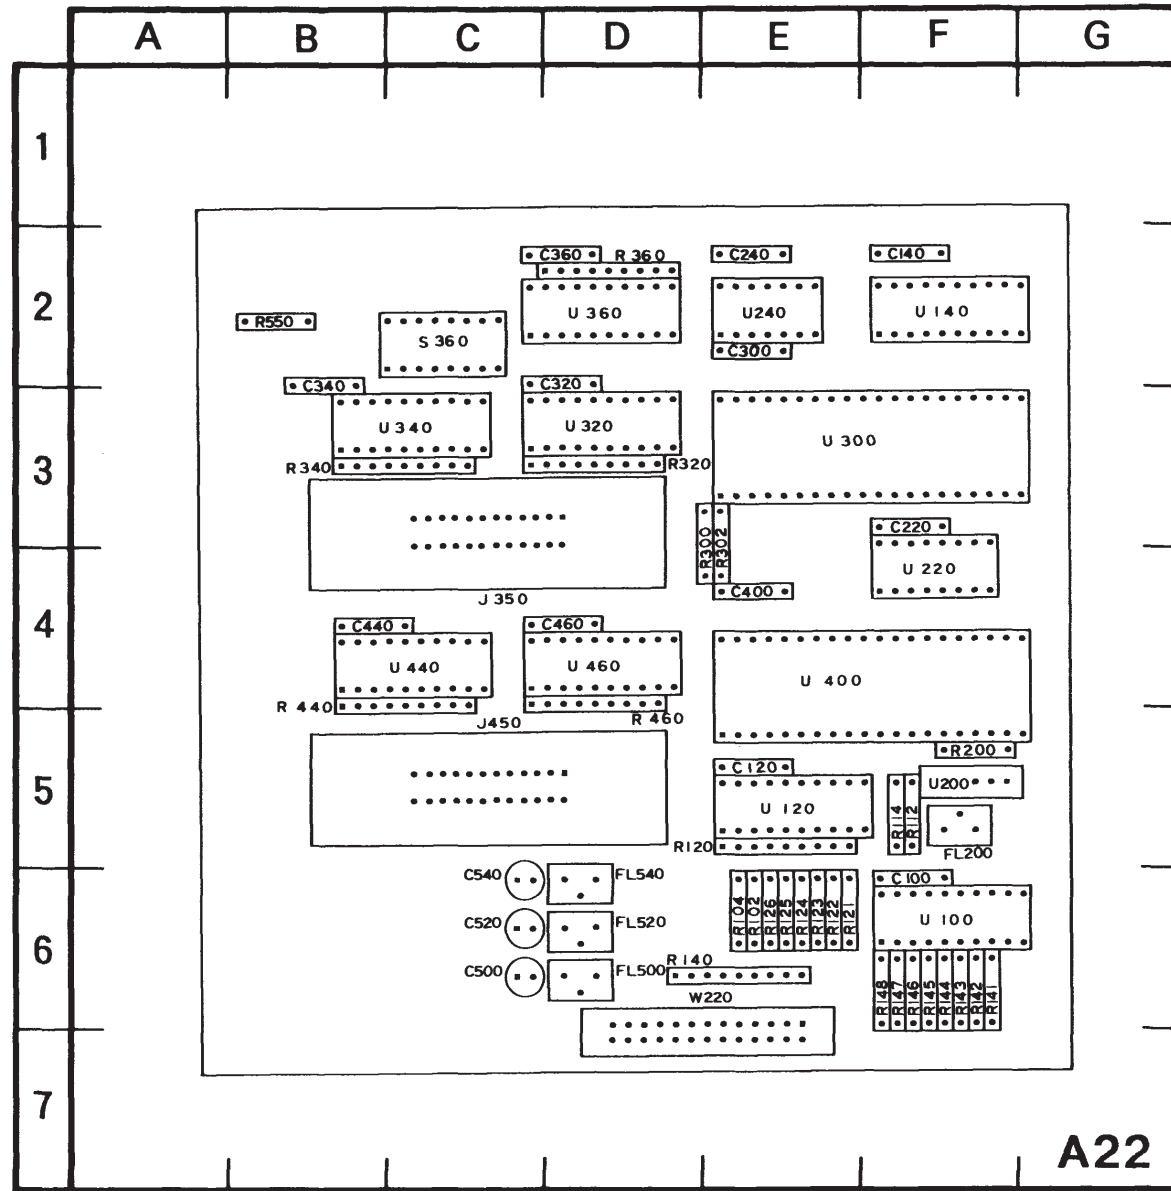 A B C D E F G
1
C360 R 360 C240 C140
2
U 360 U240 U 140
R550
S 360
C300
C340 C320
U 340 U 320 U 300
3
R340 R320
C220
R300 R302
U 220
C400
J 350
4
C440 C460
U 440 U 460 U 400
R 440 R 460
J450
R200
C 120
5
U200
U 120 R114 R112
R120 FL200
C540 FL540 C 100
R104 R102 R126 R125 R124 R123 R122 R121
U 100
C520 FL520
6
R 140
C500 FL500
R148 R147 R146 R145 R144 R143 R142 R141
W220
7
A22